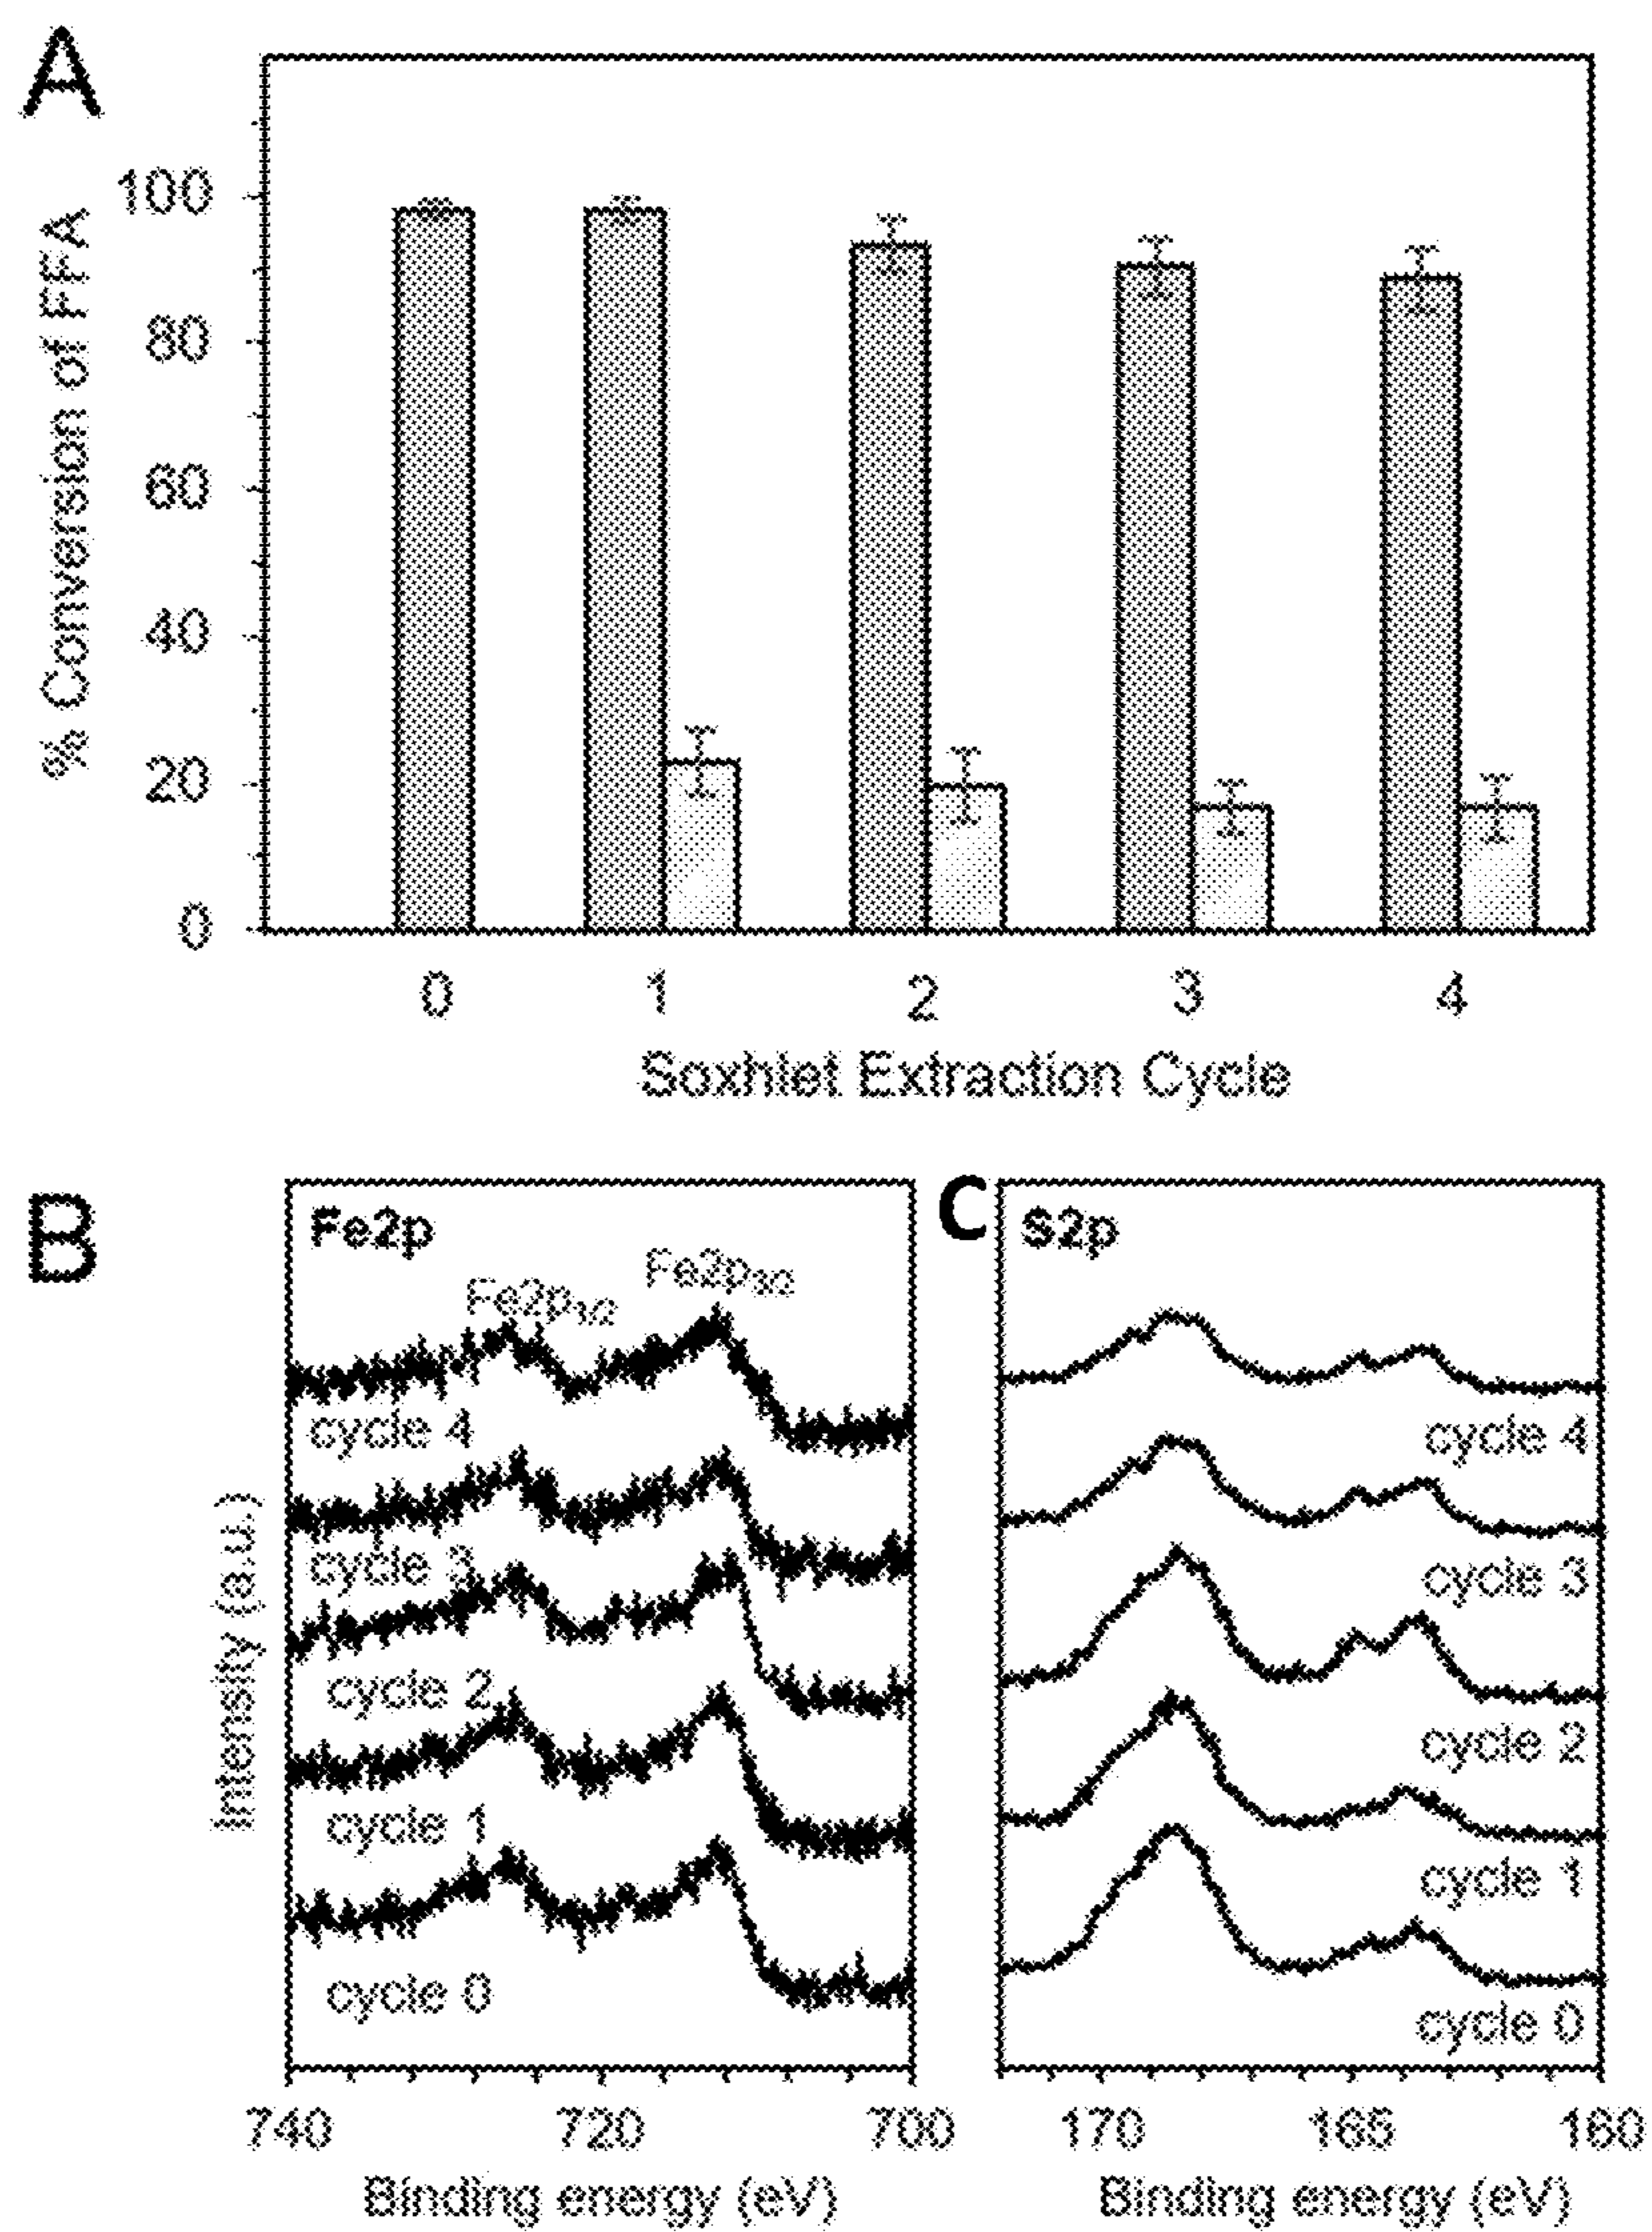 A
% Conversion of FFA
100
80
60
40
20
0
0 1 2 3 4
Soxhlet Extraction Cycle
B
Fe2p
Fe2p1/2
Fe2p3/2
cycle 4
cycle 3
cycle 2
cycle 1
cycle 0
Intensity (a.u.)
740 720 700
Binding energy (eV)
C
S2p
cycle 4
cycle 3
cycle 2
cycle 1
cycle 0
170 165 160
Binding energy (eV)